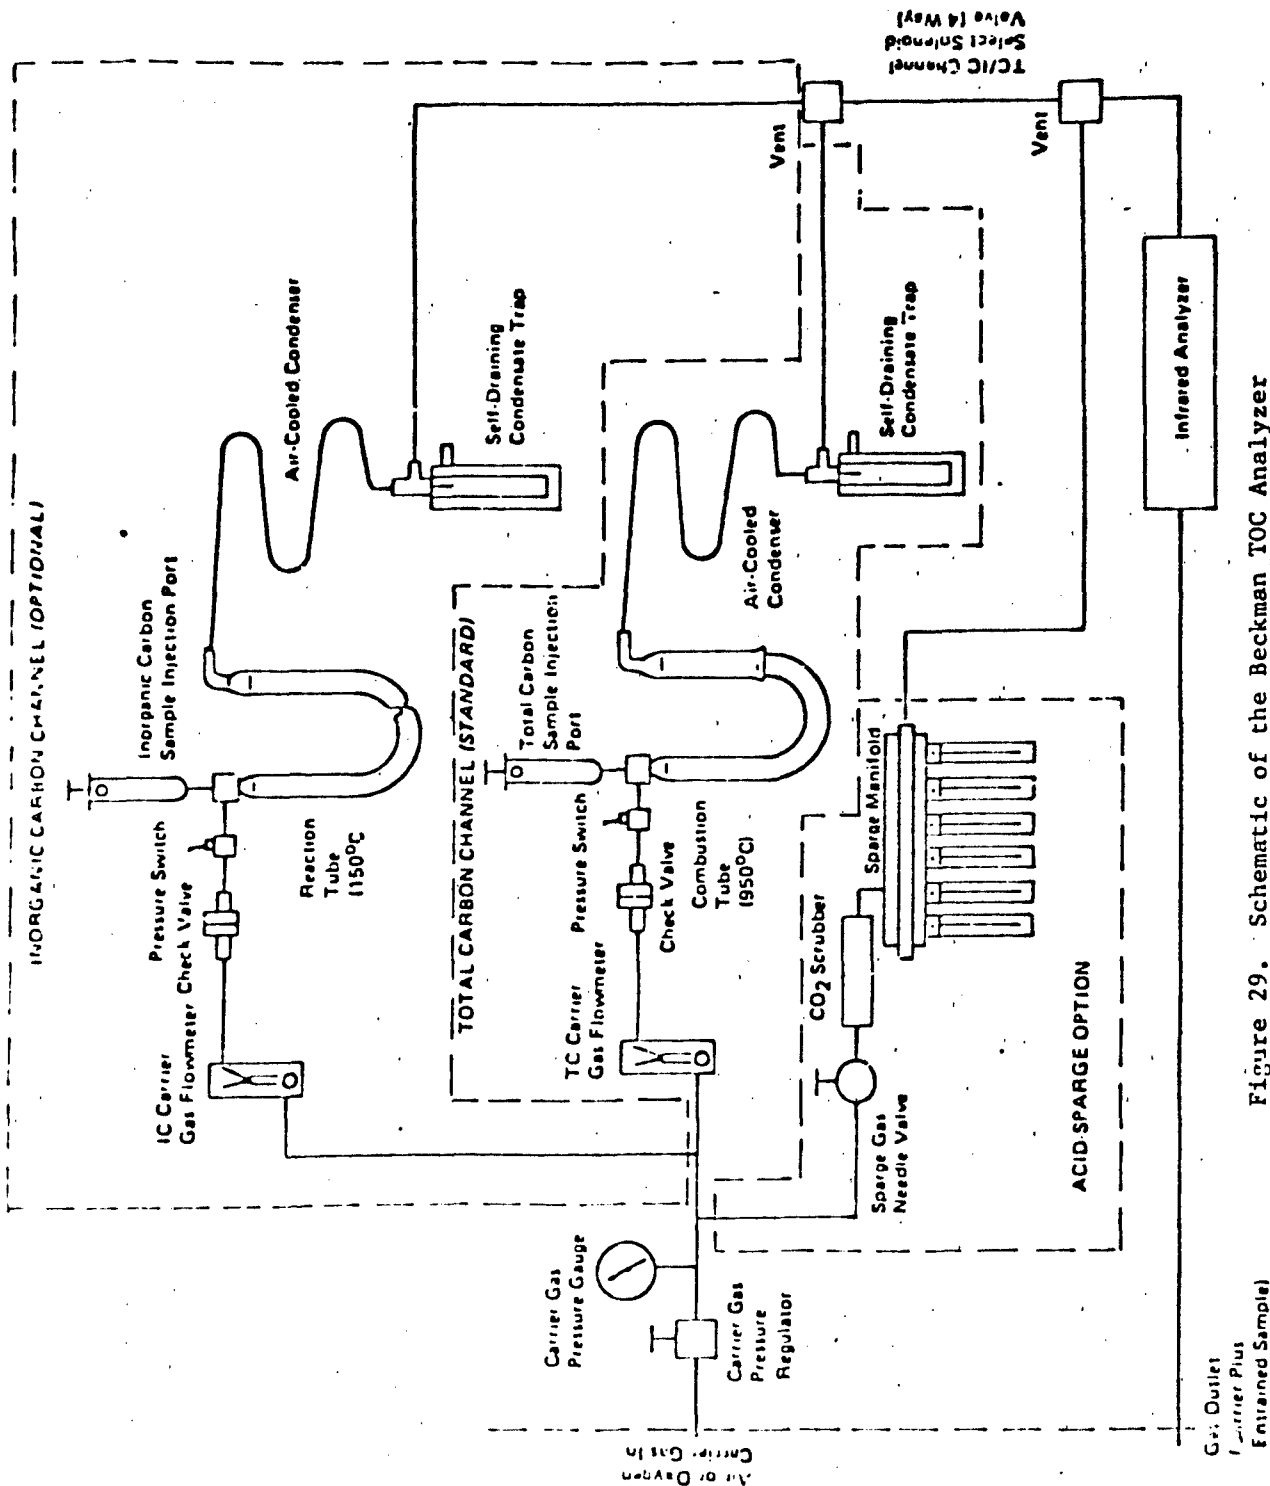 INORGANIC CARBON CHANNEL (OPTIONAL)
Inorganic Carbon
Sample Injection Port
Air-Cooled Condenser
Self-Draining
Condensate Trap
Pressure Switch
Check Valve
IC Carrier
Gas Flowmeter
Reaction
Tube
(150°C
TOTAL CARBON CHANNEL (STANDARD)
Total Carbon
Sample Injection
Port
Air-Cooled
Condenser
Self-Draining
Condensate Trap
Pressure Switch
Check Valve
TC Carrier
Gas Flowmeter
Combustion
Tube
(950°C)
Vent
TC/IC Channel
Select Solenoid
Valve (4 Way)
Vent
Carrier Gas
Pressure Gauge
Carrier Gas
Pressure
Regulator
Air or Oxygen
Carrier Gas In
CO2 Scrubber
Sparge Manifold
Sparge Gas
Needle Valve
ACID-SPARGE OPTION
Infrared Analyzer
Gas Outlet
Carrier Plus
Entrained Sample)
Figure 29. Schematic of the Beckman TOC Analyzer